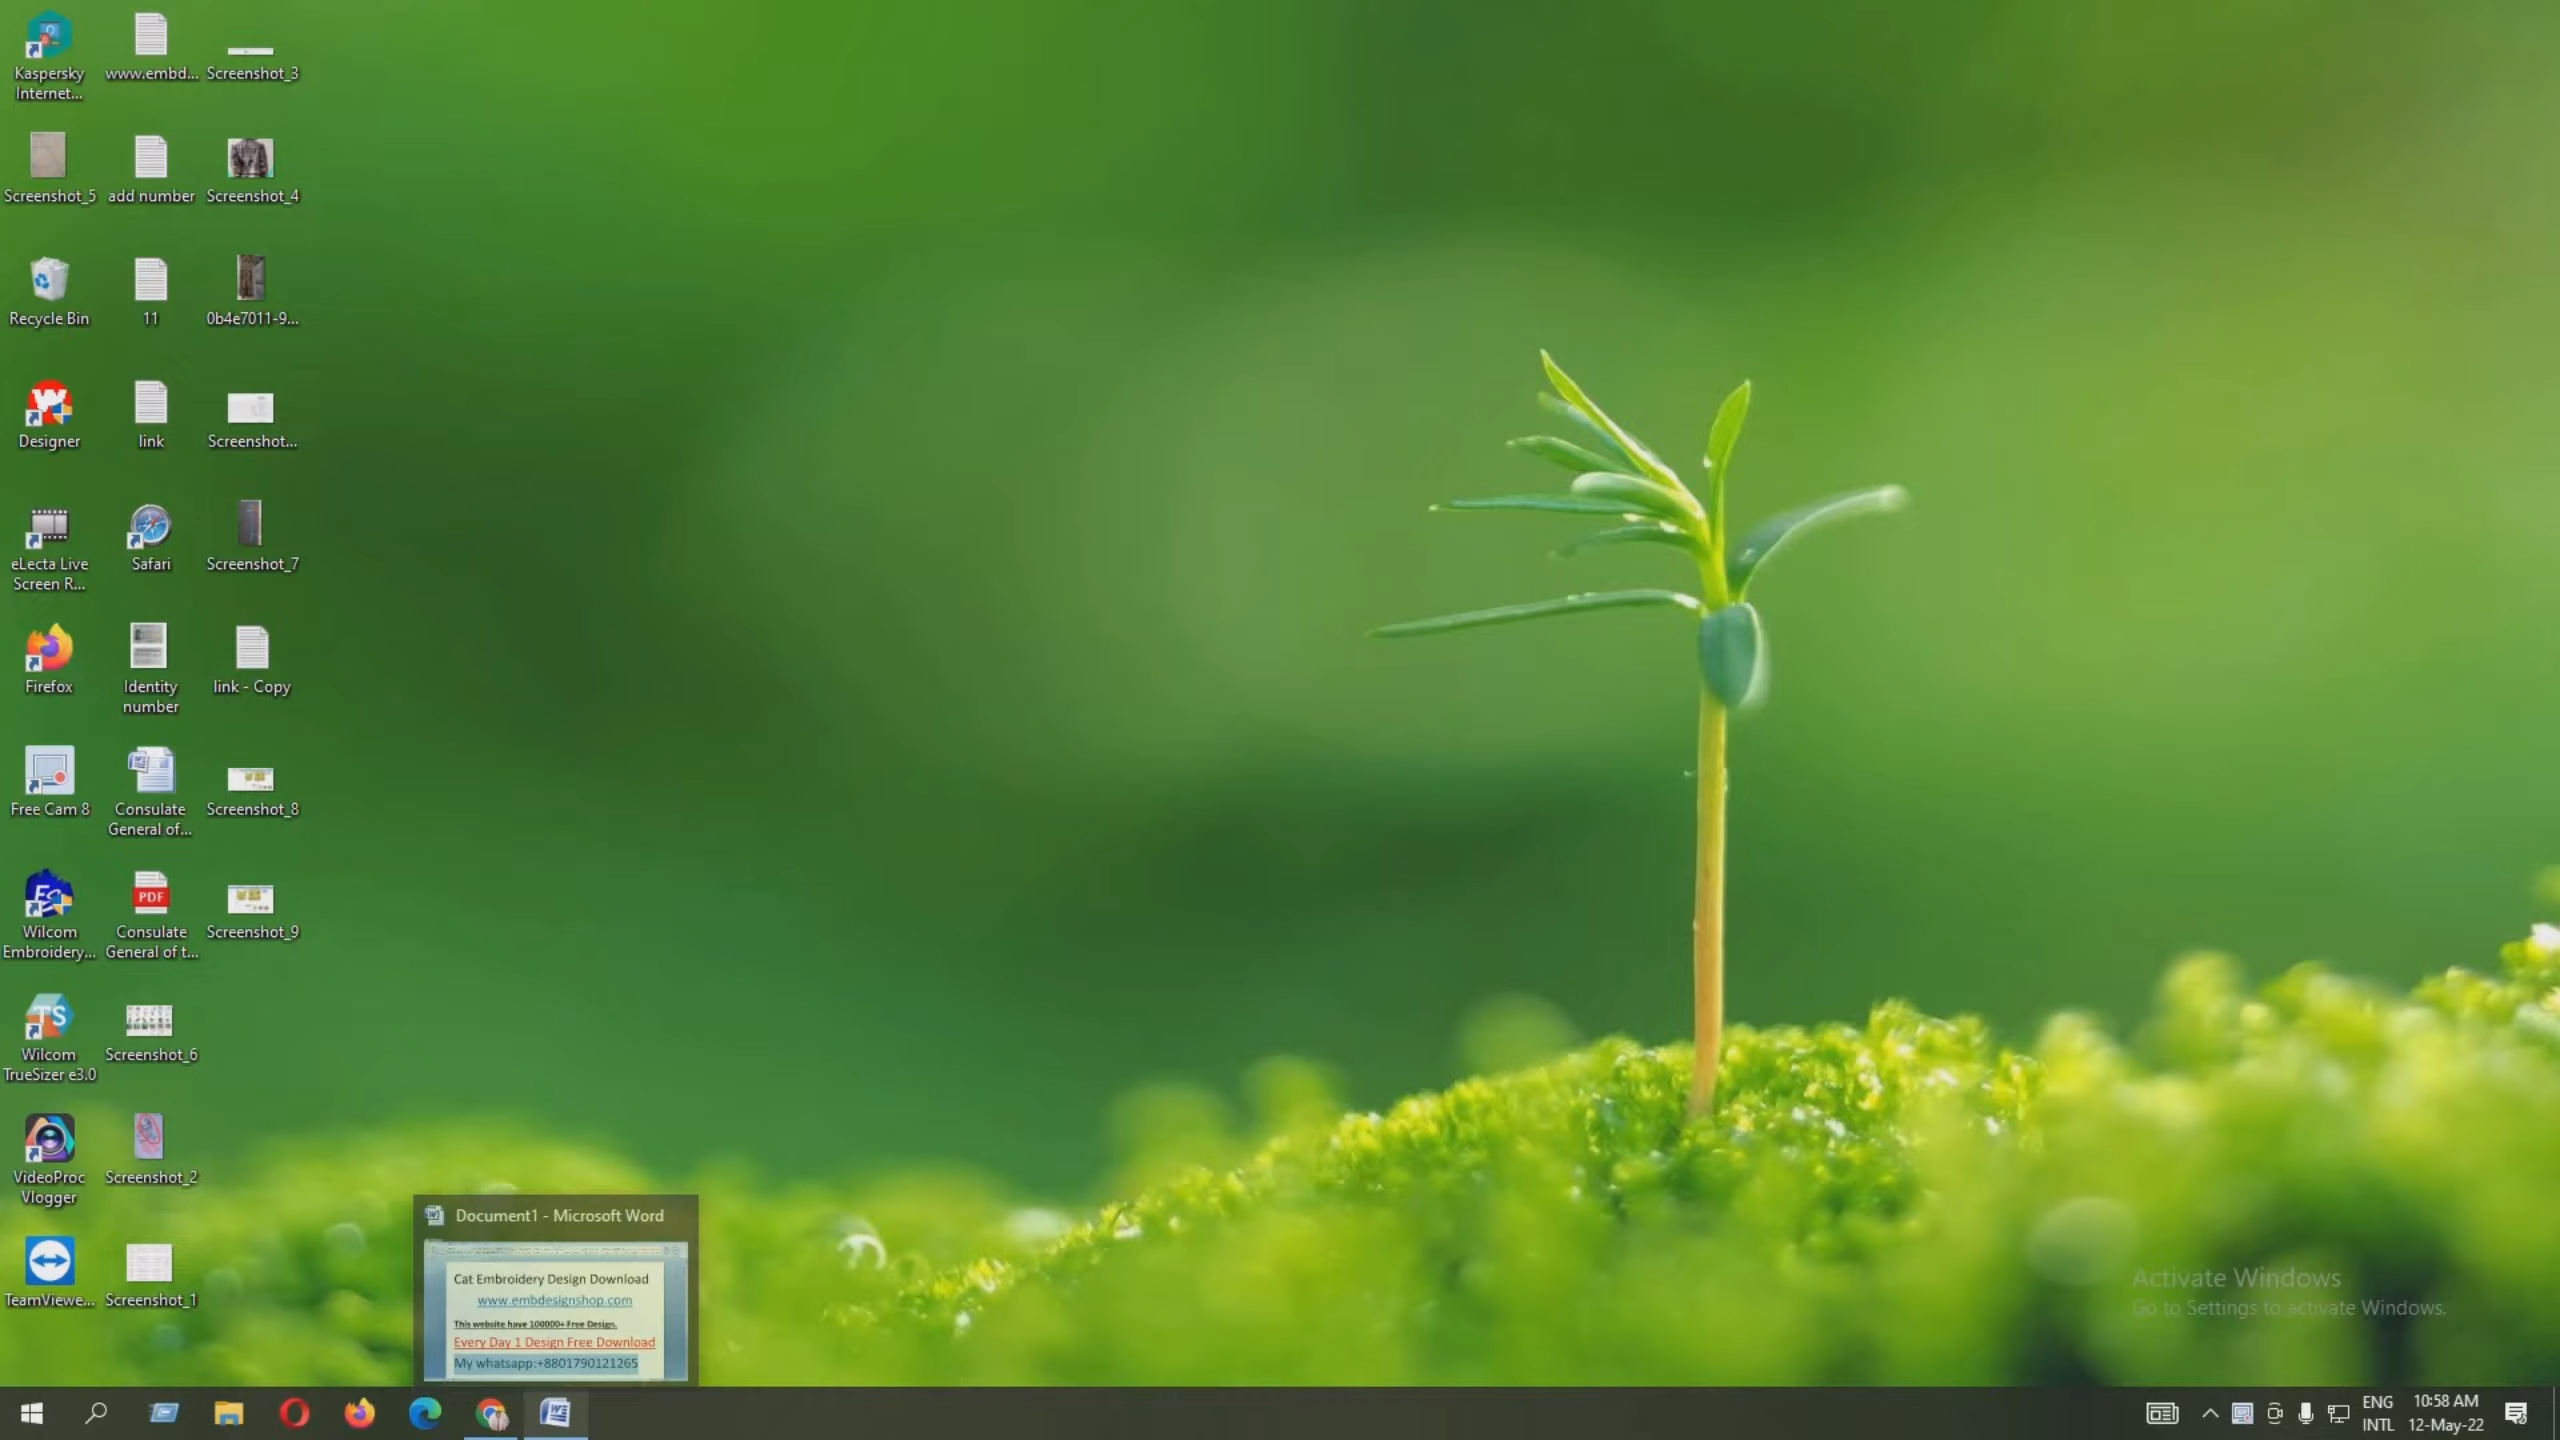 Kaspersky
Internet...
www.embd...
Screenshot_3
Screenshot_5
add number
Screenshot_4
Recycle Bin
11
0b4e7011-9...
Designer
link
Screenshot...
eLecta Live
Screen R...
Safari
Screenshot_7
Firefox
Identity
number
link - Copy
Free Cam 8
Consulate
General of...
Screenshot_8
Wilcom
Embroidery...
PDF
Consulate
General of t...
Screenshot_9
TS
Wilcom
TrueSizer e3.0
Screenshot_6
VideoProc
Vlogger
Screenshot_2
TeamViewe...
Screenshot_1
Document1 - Microsoft Word
Cat Embroidery Design Download
www.embdesignshop.com
This website have 100000+ Free Design.
Every Day 1 Design Free Download
My whatsapp:+8801790121265
Activate Windows
Go to Settings to activate Windows.
ENG
INTL
10:58 AM
12-May-22